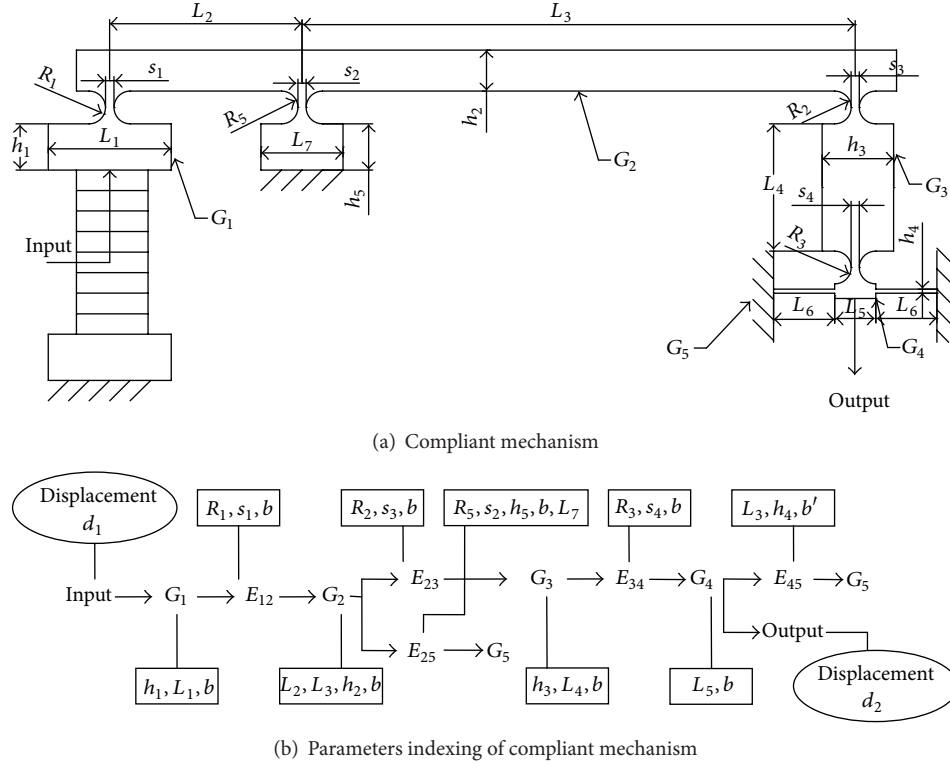 L₂
L₃
R₁
s₁
s₂
s₃
R₅
h₂
R₂
h₁
L₁
L₇
h₅
G₂
h₃
G₃
L₄
s₄
G₁
Input
R₃
h₄
L₆
L₅
L₆
G₅
G₄
Output
(a) Compliant mechanism
Displacement
d₁
R₁, s₁, b
R₂, s₃, b
R₅, s₂, h₅, b, L₇
R₃, s₄, b
L₃, h₄, b′
Input
G₁
E₁₂
G₂
E₂₃
G₃
E₃₄
G₄
E₄₅
G₅
E₂₅
G₅
Output
h₁, L₁, b
L₂, L₃, h₂, b
h₃, L₄, b
L₅, b
Displacement
d₂
(b) Parameters indexing of compliant mechanism